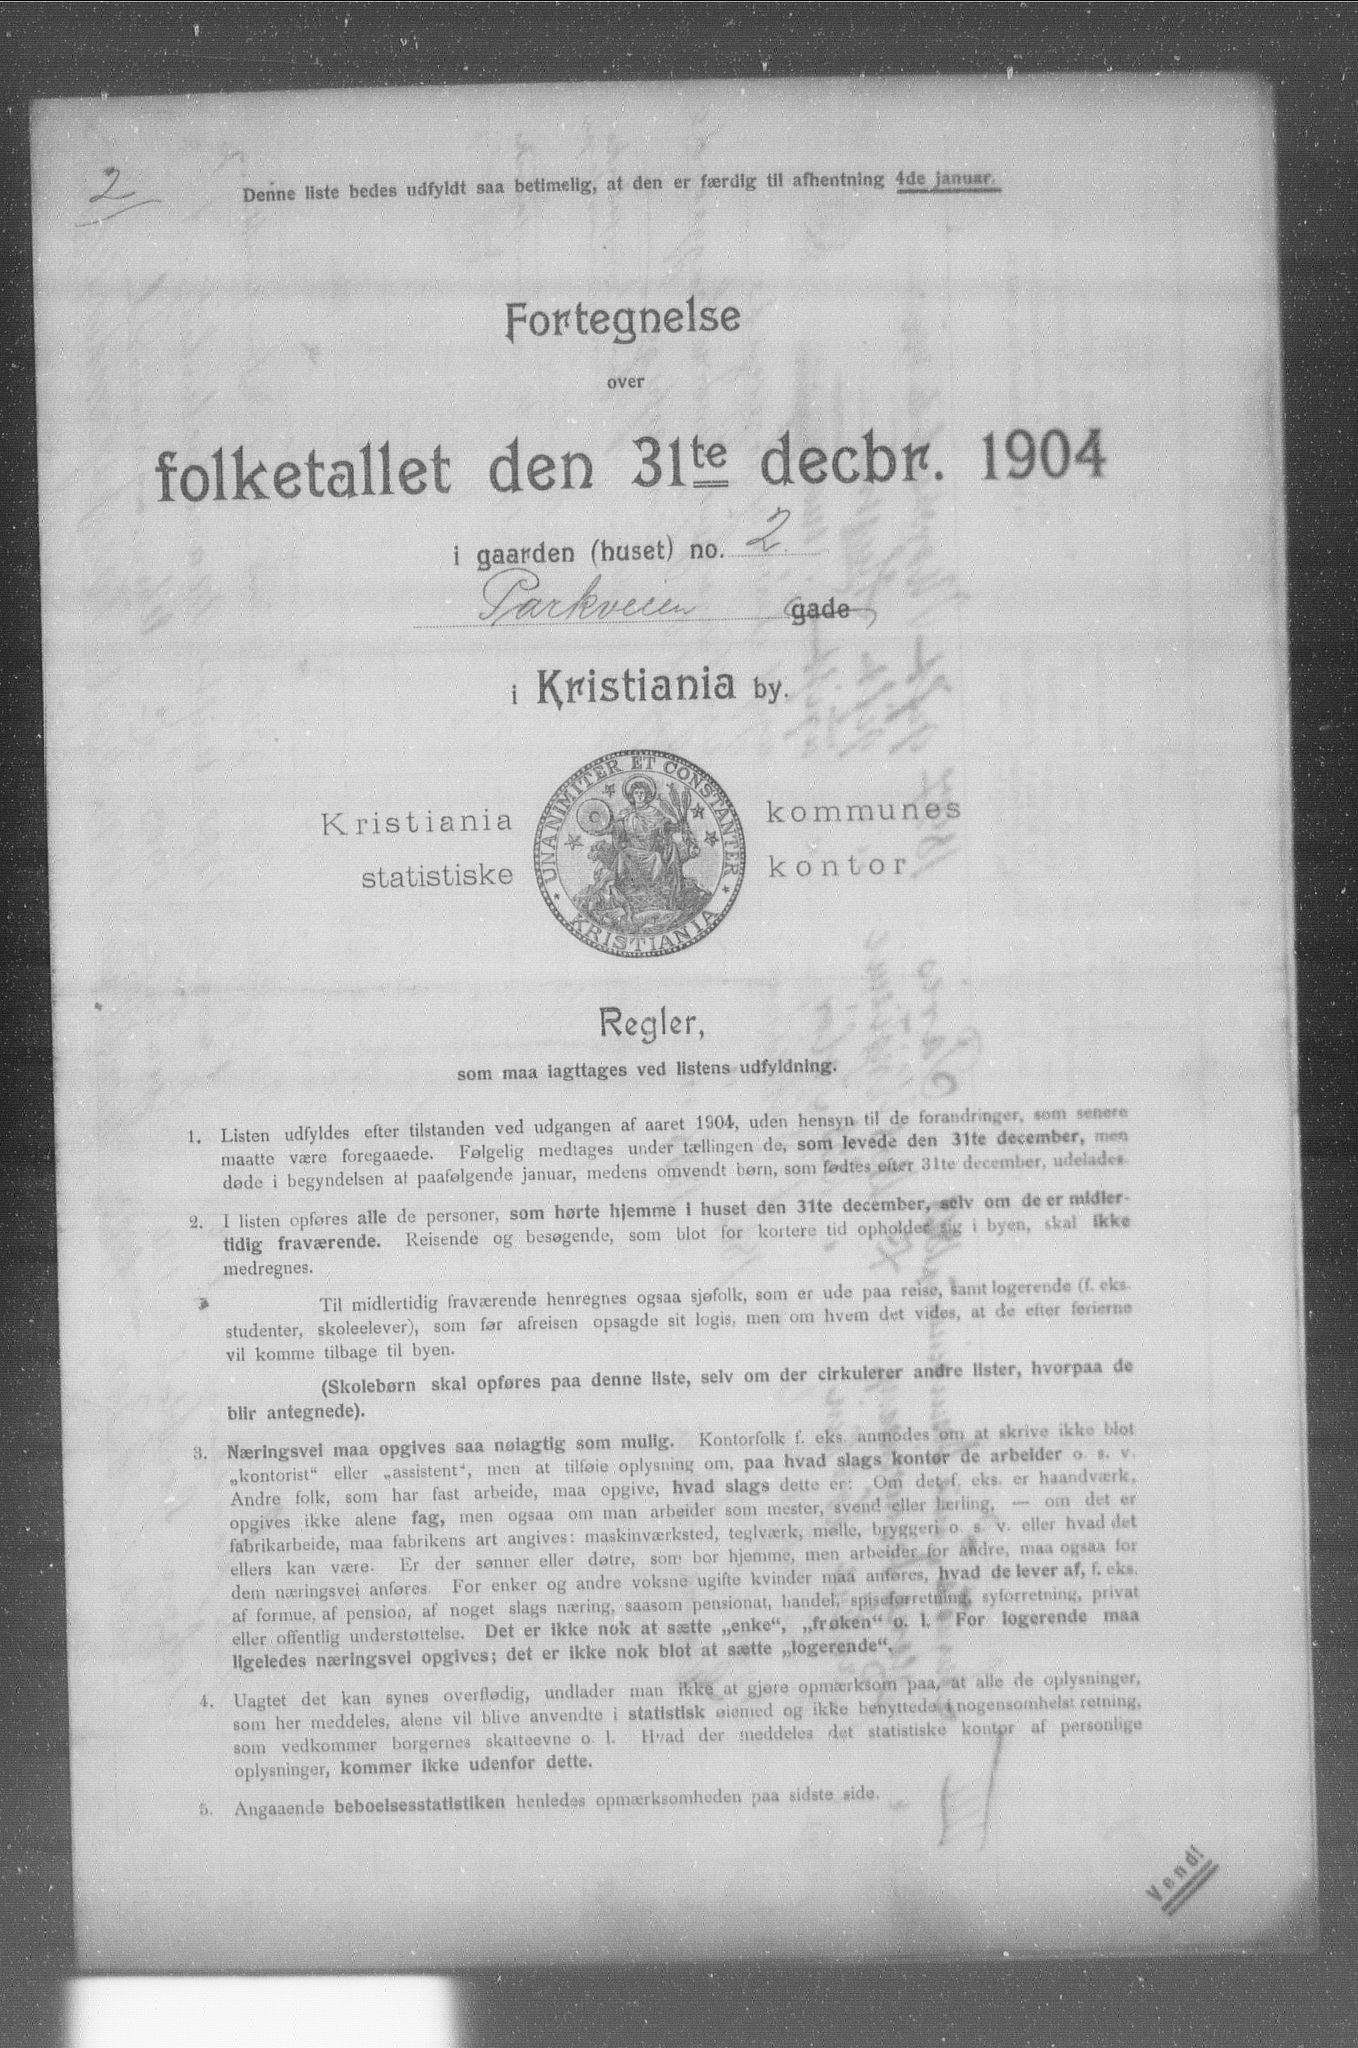 2
Denne liste bedes udfyldt saa betimelig, at den er færdig til afhentning 4de januar.
Fortegnelse
over
folketallet den 31te decbr. 1904
i gaarden (huset) no. 2
Parkveien gade
i Kristiania by.
Kristiania kommunes
statistiske kontor
UNANIMITER ET CONSTANTER
KRISTIANIA
Regler,
som maa iagttages ved listens udfyldning.
1. Listen udfyldes efter tilstanden ved udgangen af aaret 1904, uden hensyn til de forandringer, som senere
maatte være foregaaede. Følgelig medtages under tællingen de, som levede den 31te december, men
døde i begyndelsen af paafølgende januar, medens omvendt børn, som fødtes efter 31te december, udelades.
2. I listen opføres alle de personer, som hørte hjemme i huset den 31te december, selv om de er midler-
tidig fraværende. Reisende og besøgende, som blot for kortere tid opholder sig i byen, skal ikke
medregnes.
Til midlertidig fraværende henregnes ogsaa sjøfolk, som er ude paa reise, samt logerende (f. eks.
studenter, skoleelever), som før afreisen opsagde sit logis, men om hvem det vides, at de efter ferierne
vil komme tilbage til byen.
(Skolebørn skal opføres paa denne liste, selv om der cirkulerer andre lister, hvorpaa de
blir antegnede).
3. Næringsvei maa opgives saa nøiagtig som mulig. Kontorfolk f. eks. anmodes om at skrive ikke blot
„kontorist“ eller „assistent“, men at tilføie oplysning om, paa hvad slags kontor de arbeider o. s. v.
Andre folk, som har fast arbeide, maa opgive, hvad slags dette er: Om det f. eks. er haandværk,
opgives ikke alene fag, men ogsaa om man arbeider som mester, svend eller lærling, — om det er
fabrikarbeide, maa fabrikens art angives: maskinværksted, teglværk, mølle, bryggeri o. s. v. eller hvad det
ellers kan være. Er der sønner eller døtre, som bor hjemme, men arbeider for andre, maa ogsaa for
dem næringsvei anføres. For enker og andre voksne ugifte kvinder maa anføres, hvad de lever af, f. eks.
af formue, af pension, af noget slags næring, saasom pensionat, handel, spiseforretning, syforretning, privat
eller offentlig understøttelse. Det er ikke nok at sætte „enke“, „frøken“ o. l. For logerende maa
ligeledes næringsvei opgives; det er ikke nok blot at sætte „logerende“.
4. Uagtet det kan synes overflødig, undlader man ikke at gjøre opmærksom paa, at alle de oplysninger,
som her meddeles, alene vil blive anvendte i statistisk øiemed og ikke benyttede i nogensomhelst retning,
som vedkommer borgernes skatteevne o. l. Hvad der meddeles det statistiske kontor af personlige
oplysninger, kommer ikke udenfor dette.
5. Angaaende beboelsesstatistiken henledes opmærksomheden paa sidste side.
Vend!